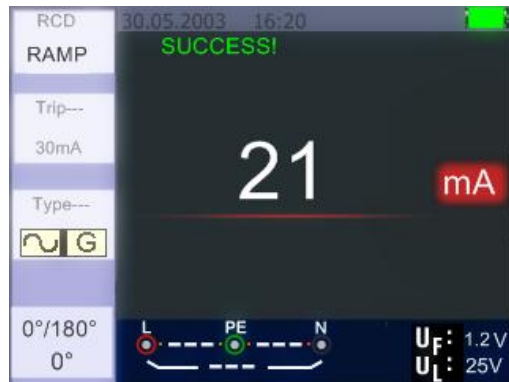 RCD
30.05.2003 16:20
RAMP
SUCCESS!
Trip---
30mA
21
mA
Type---
G
0°/180°
0°
L PE N
UF: 1.2V
UL: 25V